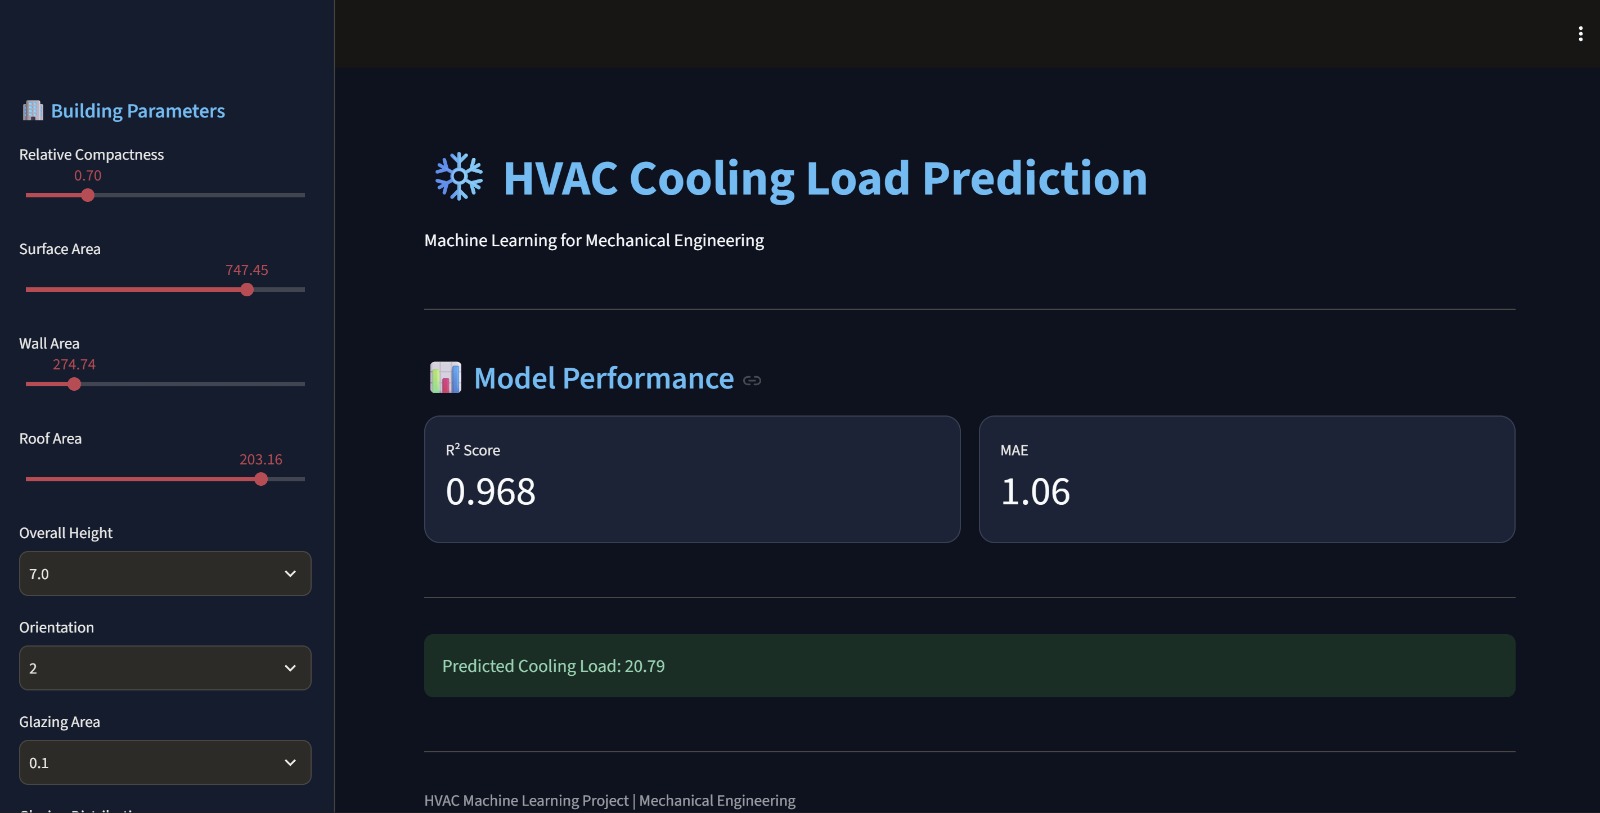 Building Parameters
Relative Compactness
0.70
Surface Area
747.45
Wall Area
274.74
Roof Area
203.16
Overall Height
7.0
Orientation
2
Glazing Area
0.1
HVAC Cooling Load Prediction
Machine Learning for Mechanical Engineering
Model Performance
R² Score
0.968
MAE
1.06
Predicted Cooling Load: 20.79
HVAC Machine Learning Project | Mechanical Engineering